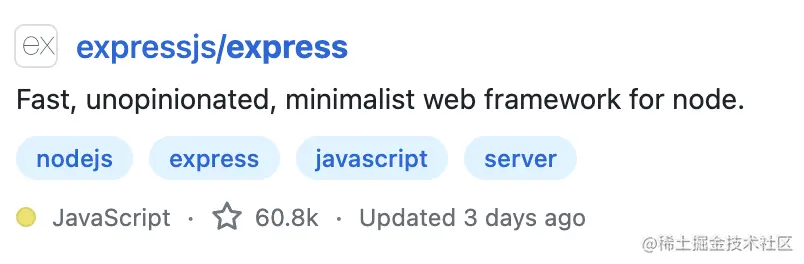 ex expressjs/express
Fast, unopinionated, minimalist web framework for node.
nodejs express javascript server
JavaScript · 60.8k · Updated 3 days ago
@稀土掘金技术社区